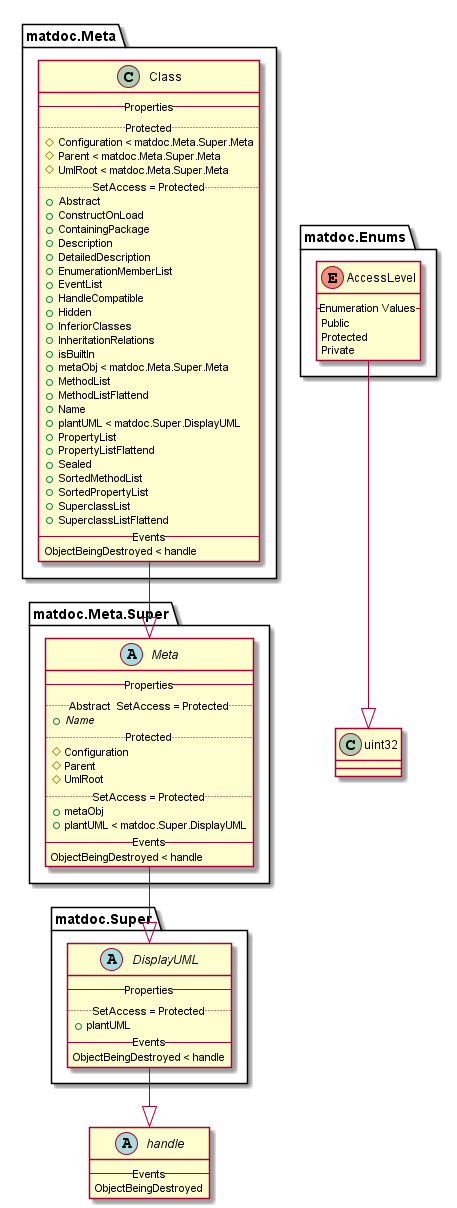 matdoc.Meta
C Class
Properties
Protected
Configuration < matdoc.Meta.Super.Meta
Parent < matdoc.Meta.Super.Meta
UmlRoot < matdoc.Meta.Super.Meta
SetAccess = Protected
Abstract
ConstructOnLoad
ContainingPackage
Description
DetailedDescription
EnumerationMemberList
EventList
HandleCompatible
Hidden
InferiorClasses
InheritationRelations
isBuiltIn
metaObj < matdoc.Meta.Super.Meta
MethodList
MethodListFlattend
Name
plantUML < matdoc.Super.DisplayUML
PropertyList
PropertyListFlattend
Sealed
SortedMethodList
SortedPropertyList
SuperclassList
SuperclassListFlattend
Events
ObjectBeingDestroyed < handle
matdoc.Enums
E AccessLevel
Enumeration Values
Public
Protected
Private
matdoc.Meta.Super
A Meta
Properties
Abstract SetAccess = Protected
Name
Protected
Configuration
Parent
UmlRoot
SetAccess = Protected
metaObj
plantUML < matdoc.Super.DisplayUML
Events
ObjectBeingDestroyed < handle
C uint32
matdoc.Super
A DisplayUML
Properties
SetAccess = Protected
plantUML
Events
ObjectBeingDestroyed < handle
A handle
Events
ObjectBeingDestroyed